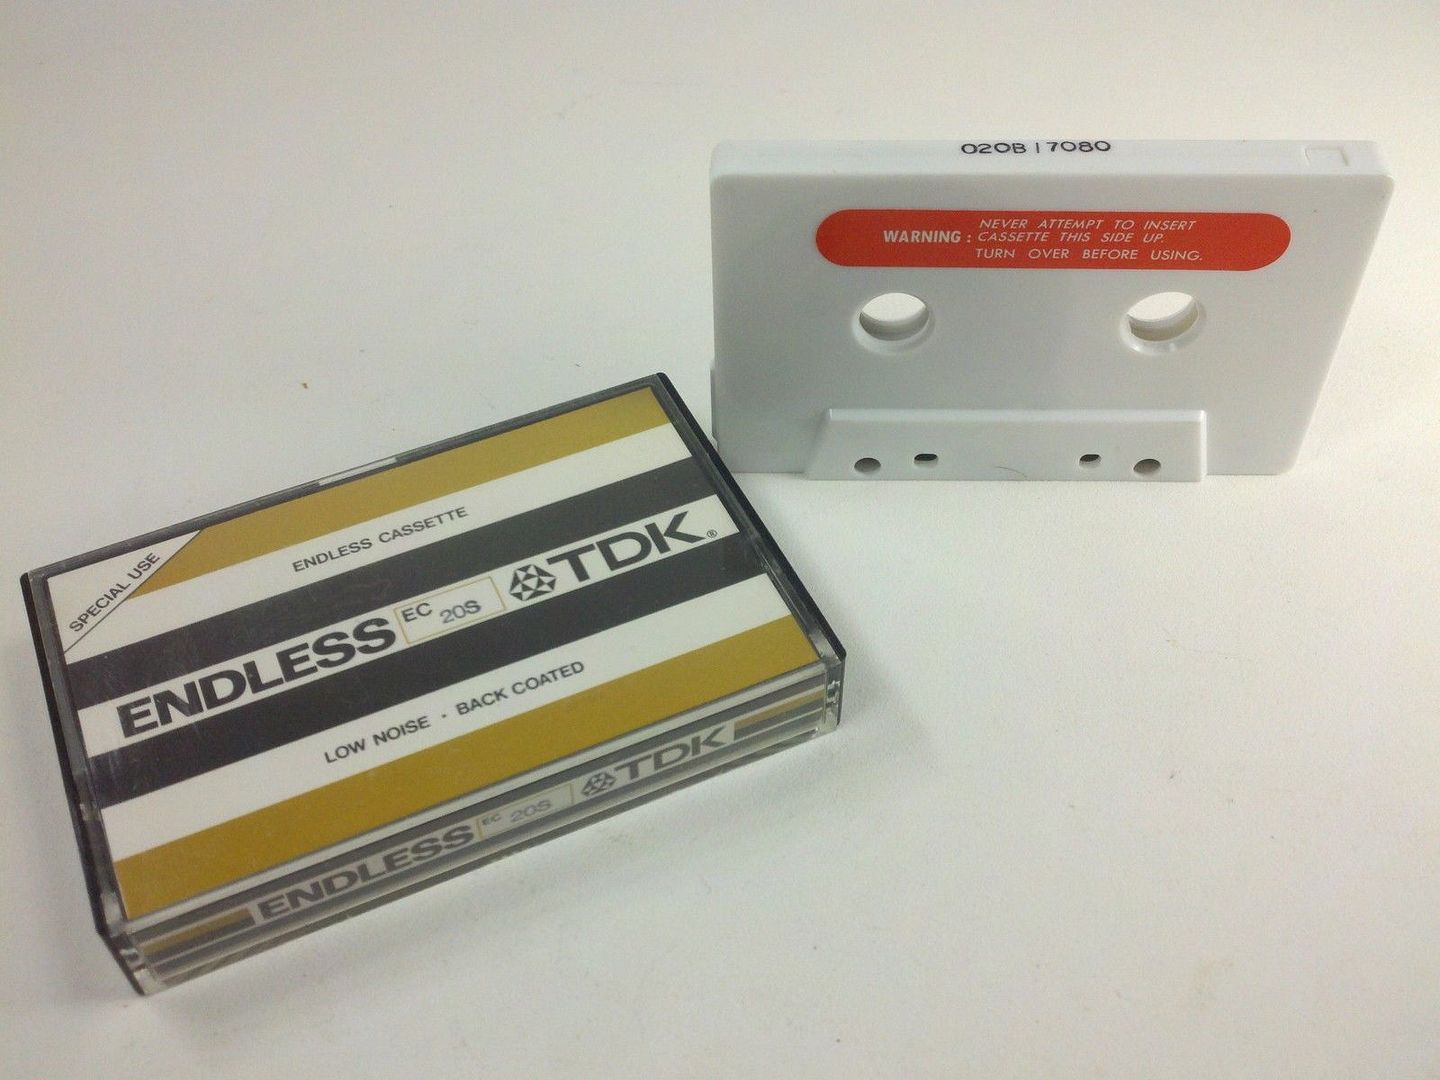 020B17080
WARNING :
NEVER ATTEMPT TO INSERT
CASSETTE THIS SIDE UP.
TURN OVER BEFORE USING.
SPECIAL USE
ENDLESS CASSETTE
ENDLESS EC 20S TDK®
LOW NOISE · BACK COATED
ENDLESS EC 20S TDK